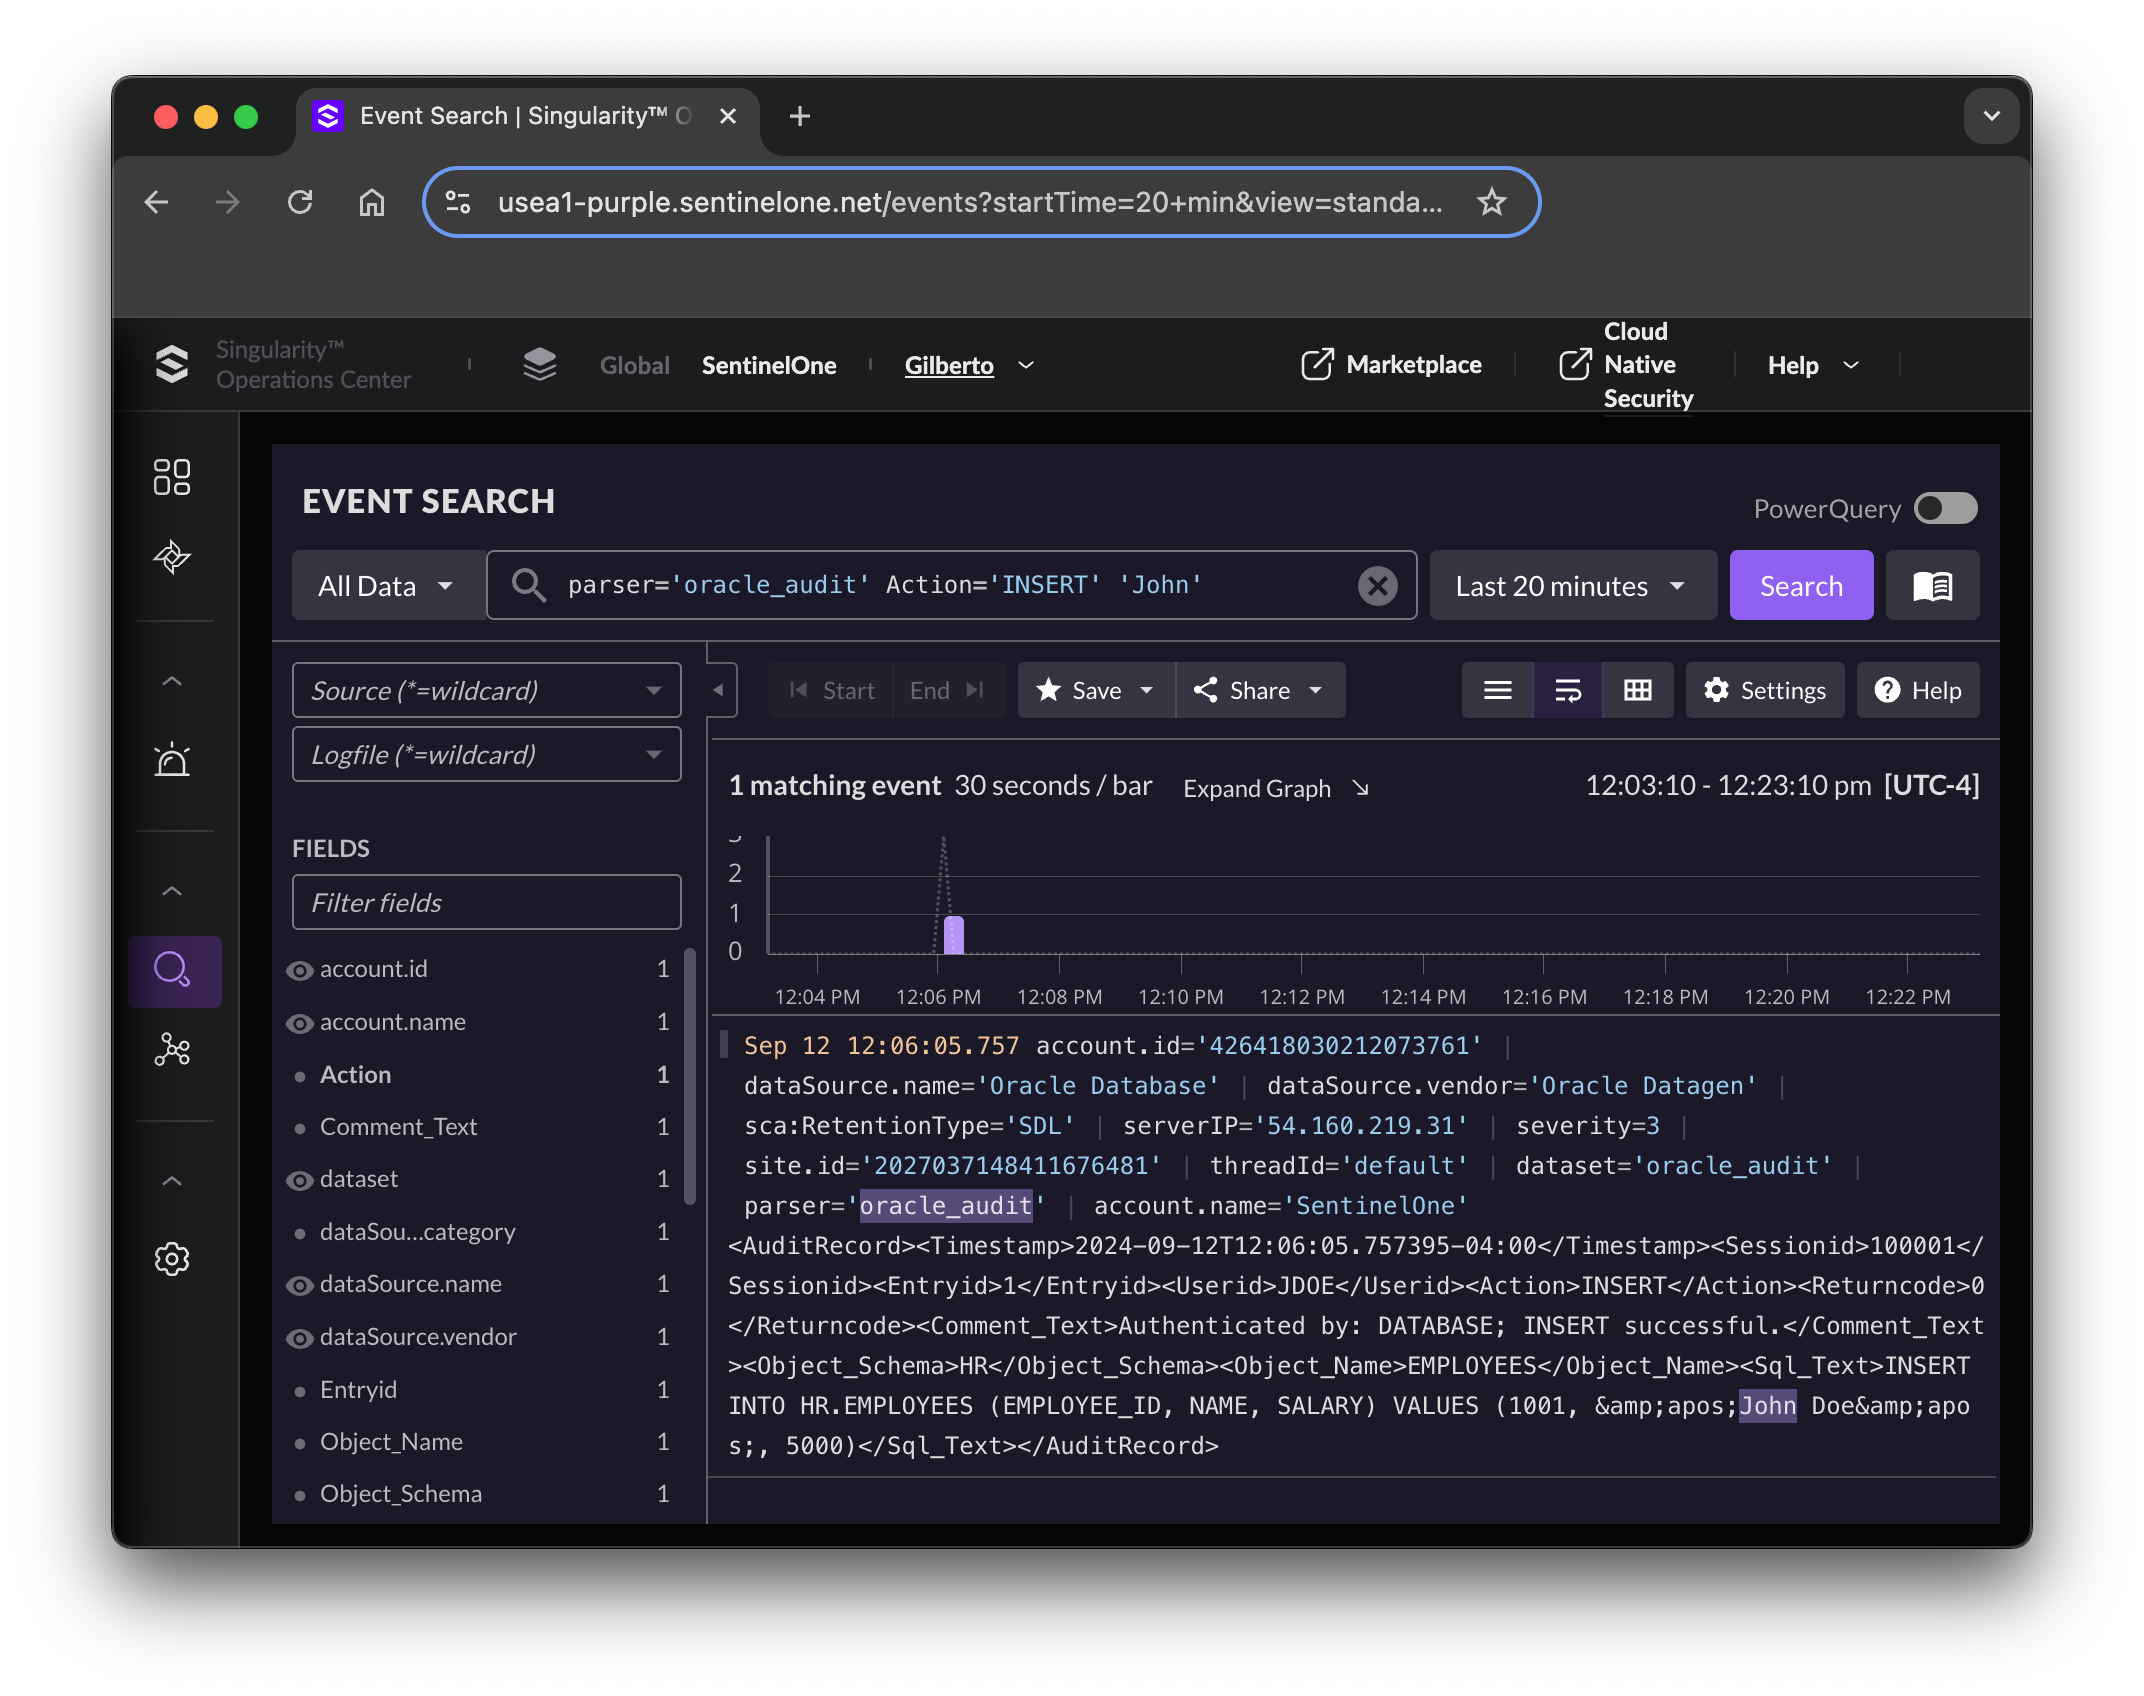 Event Search | Singularity™ O
usea1-purple.sentinelone.net/events?startTime=20+min&view=standa...
Singularity™
Operations Center
Global SentinelOne Gilberto
Marketplace
Cloud
Native
Security
Help
EVENT SEARCH
PowerQuery
All Data
parser='oracle_audit' Action='INSERT' 'John'
Last 20 minutes
Search
Source (*=wildcard)
Logfile (*=wildcard)
Start End Save Share Settings Help
1 matching event 30 seconds / bar Expand Graph 12:03:10 - 12:23:10 pm [UTC-4]
2
1
0
12:04 PM 12:06 PM 12:08 PM 12:10 PM 12:12 PM 12:14 PM 12:16 PM 12:18 PM 12:20 PM 12:22 PM
FIELDS
Filter fields
account.id 1
account.name 1
Action 1
Comment_Text 1
dataset 1
dataSou...category 1
dataSource.name 1
dataSource.vendor 1
Entryid 1
Object_Name 1
Object_Schema 1
Sep 12 12:06:05.757 account.id='426418030212073761' |
dataSource.name='Oracle Database' | dataSource.vendor='Oracle Datagen' |
sca:RetentionType='SDL' | serverIP='54.160.219.31' | severity=3 |
site.id='2027037148411676481' | threadId='default' | dataset='oracle_audit' |
parser='oracle_audit' | account.name='SentinelOne'
<AuditRecord><Timestamp>2024-09-12T12:06:05.757395-04:00</Timestamp><Sessionid>100001</
Sessionid><Entryid>1</Entryid><Userid>JDOE</Userid><Action>INSERT</Action><Returncode>0
</Returncode><Comment_Text>Authenticated by: DATABASE; INSERT successful.</Comment_Text
><Object_Schema>HR</Object_Schema><Object_Name>EMPLOYEES</Object_Name><Sql_Text>INSERT
INTO HR.EMPLOYEES (EMPLOYEE_ID, NAME, SALARY) VALUES (1001, &amp;apos;John Doe&amp;apo
s;, 5000)</Sql_Text></AuditRecord>